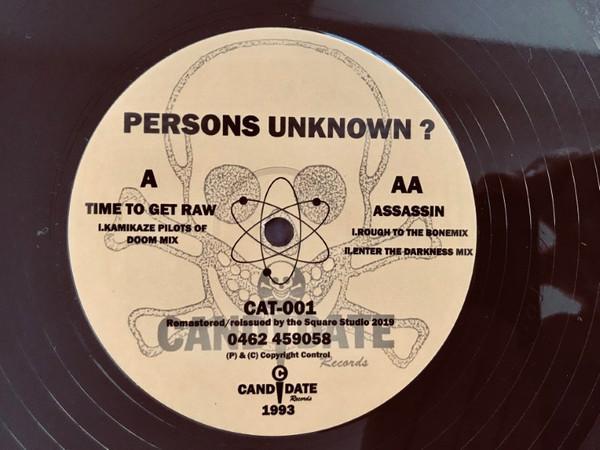 PERSONS UNKNOWN ?
A
TIME TO GET RAW
I.KAMIKAZE PILOTS OF
DOOM MIX
AA
ASSASSIN
I.ROUGH TO THE BONEMIX
II.ENTER THE DARKNESS MIX
CAT-001
Remastered/reissued by the Square Studio 2019
CANDIDATE
0462 459058
(P) & (C) Copyright Control
Records
C
CANDIDATE
Records
1993